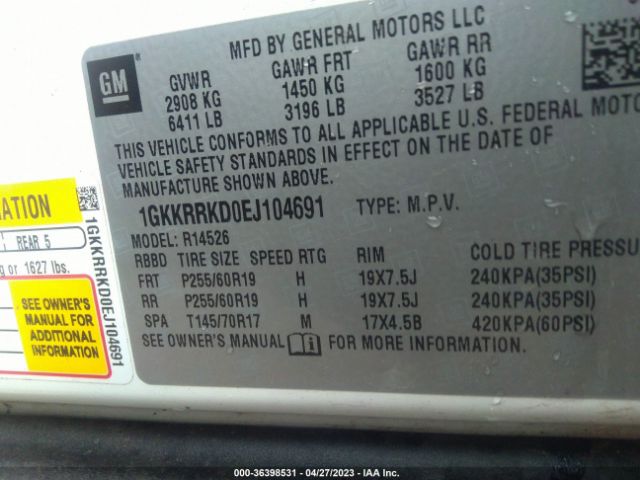 GM
MFD BY GENERAL MOTORS LLC
GVWR GAWR FRT GAWR RR
2908 KG 1450 KG 1600 KG
6411 LB 3196 LB 3527 LB
THIS VEHICLE CONFORMS TO ALL APPLICABLE U.S. FEDERAL MOTO
VEHICLE SAFETY STANDARDS IN EFFECT ON THE DATE OF
MANUFACTURE SHOWN ABOVE.
1GKKRRKD0EJ104691 TYPE: M.P.V.
MODEL: R14526
RBBD TIRE SIZE SPEED RTG RIM COLD TIRE PRESSUR
FRT P255/60R19 H 19X7.5J 240KPA(35PSI)
RR P255/60R19 H 19X7.5J 240KPA(35PSI)
SPA T145/70R17 M 17X4.5B 420KPA(60PSI)
SEE OWNER'S MANUAL FOR MORE INFORMATION.
MATION
REAR 5
g or 1627 lbs.
SEE OWNER'S
MANUAL FOR
ADDITIONAL
INFORMATION
1GKKRRKD0EJ104691
000-36398531 - 04/27/2023 - IAA Inc.